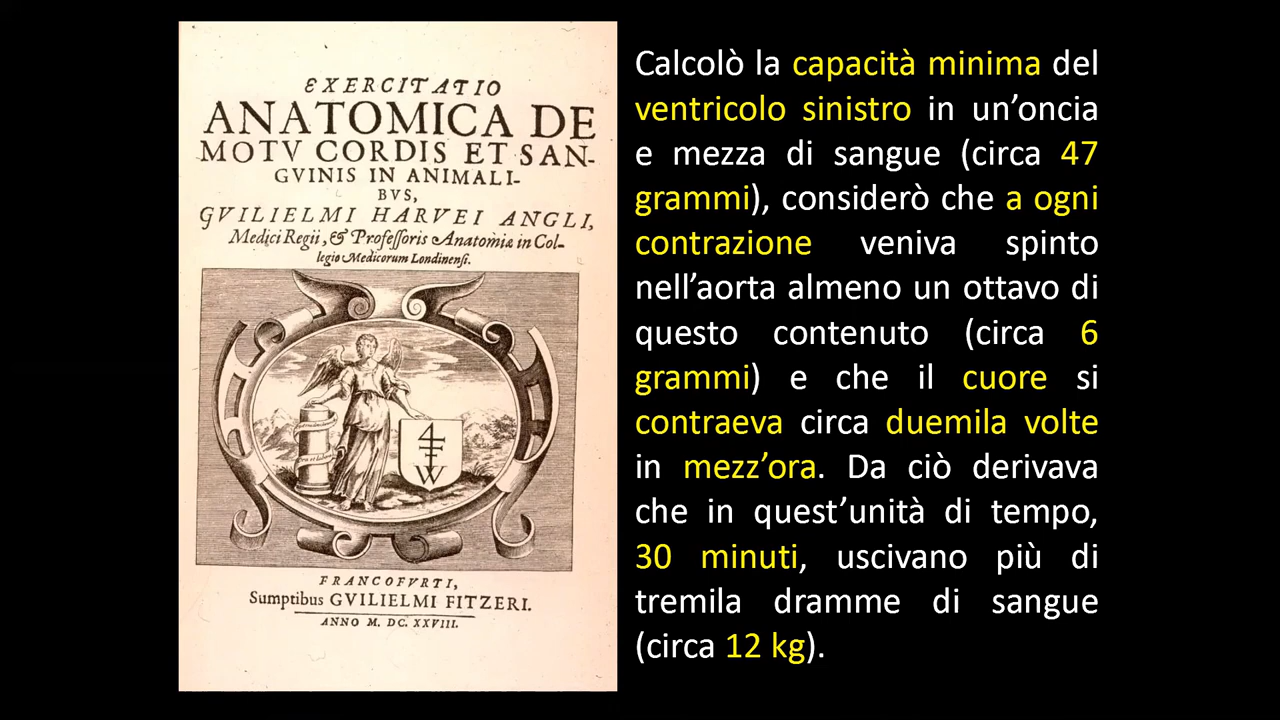 EXERCITATIO
ANATOMICA DE
MOTV CORDIS ET SAN-
GVINIS IN ANIMALI-
BVS,
GVILIELMI HARVEI ANGLI,
Medici Regii, & Professoris Anatomiæ in Col-
legio Medicorum Londinensi.
FRANCOFVRTI,
Sumptibus GVILIELMI FITZERI.
ANNO M. DC. XXVIII.
Calcolò la capacità minima del
ventricolo sinistro in un’oncia
e mezza di sangue (circa 47
grammi), considerò che a ogni
contrazione veniva spinto
nell’aorta almeno un ottavo di
questo contenuto (circa 6
grammi) e che il cuore si
contraeva circa duemila volte
in mezz’ora. Da ciò derivava
che in quest’unità di tempo,
30 minuti, uscivano più di
tremila dramme di sangue
(circa 12 kg).